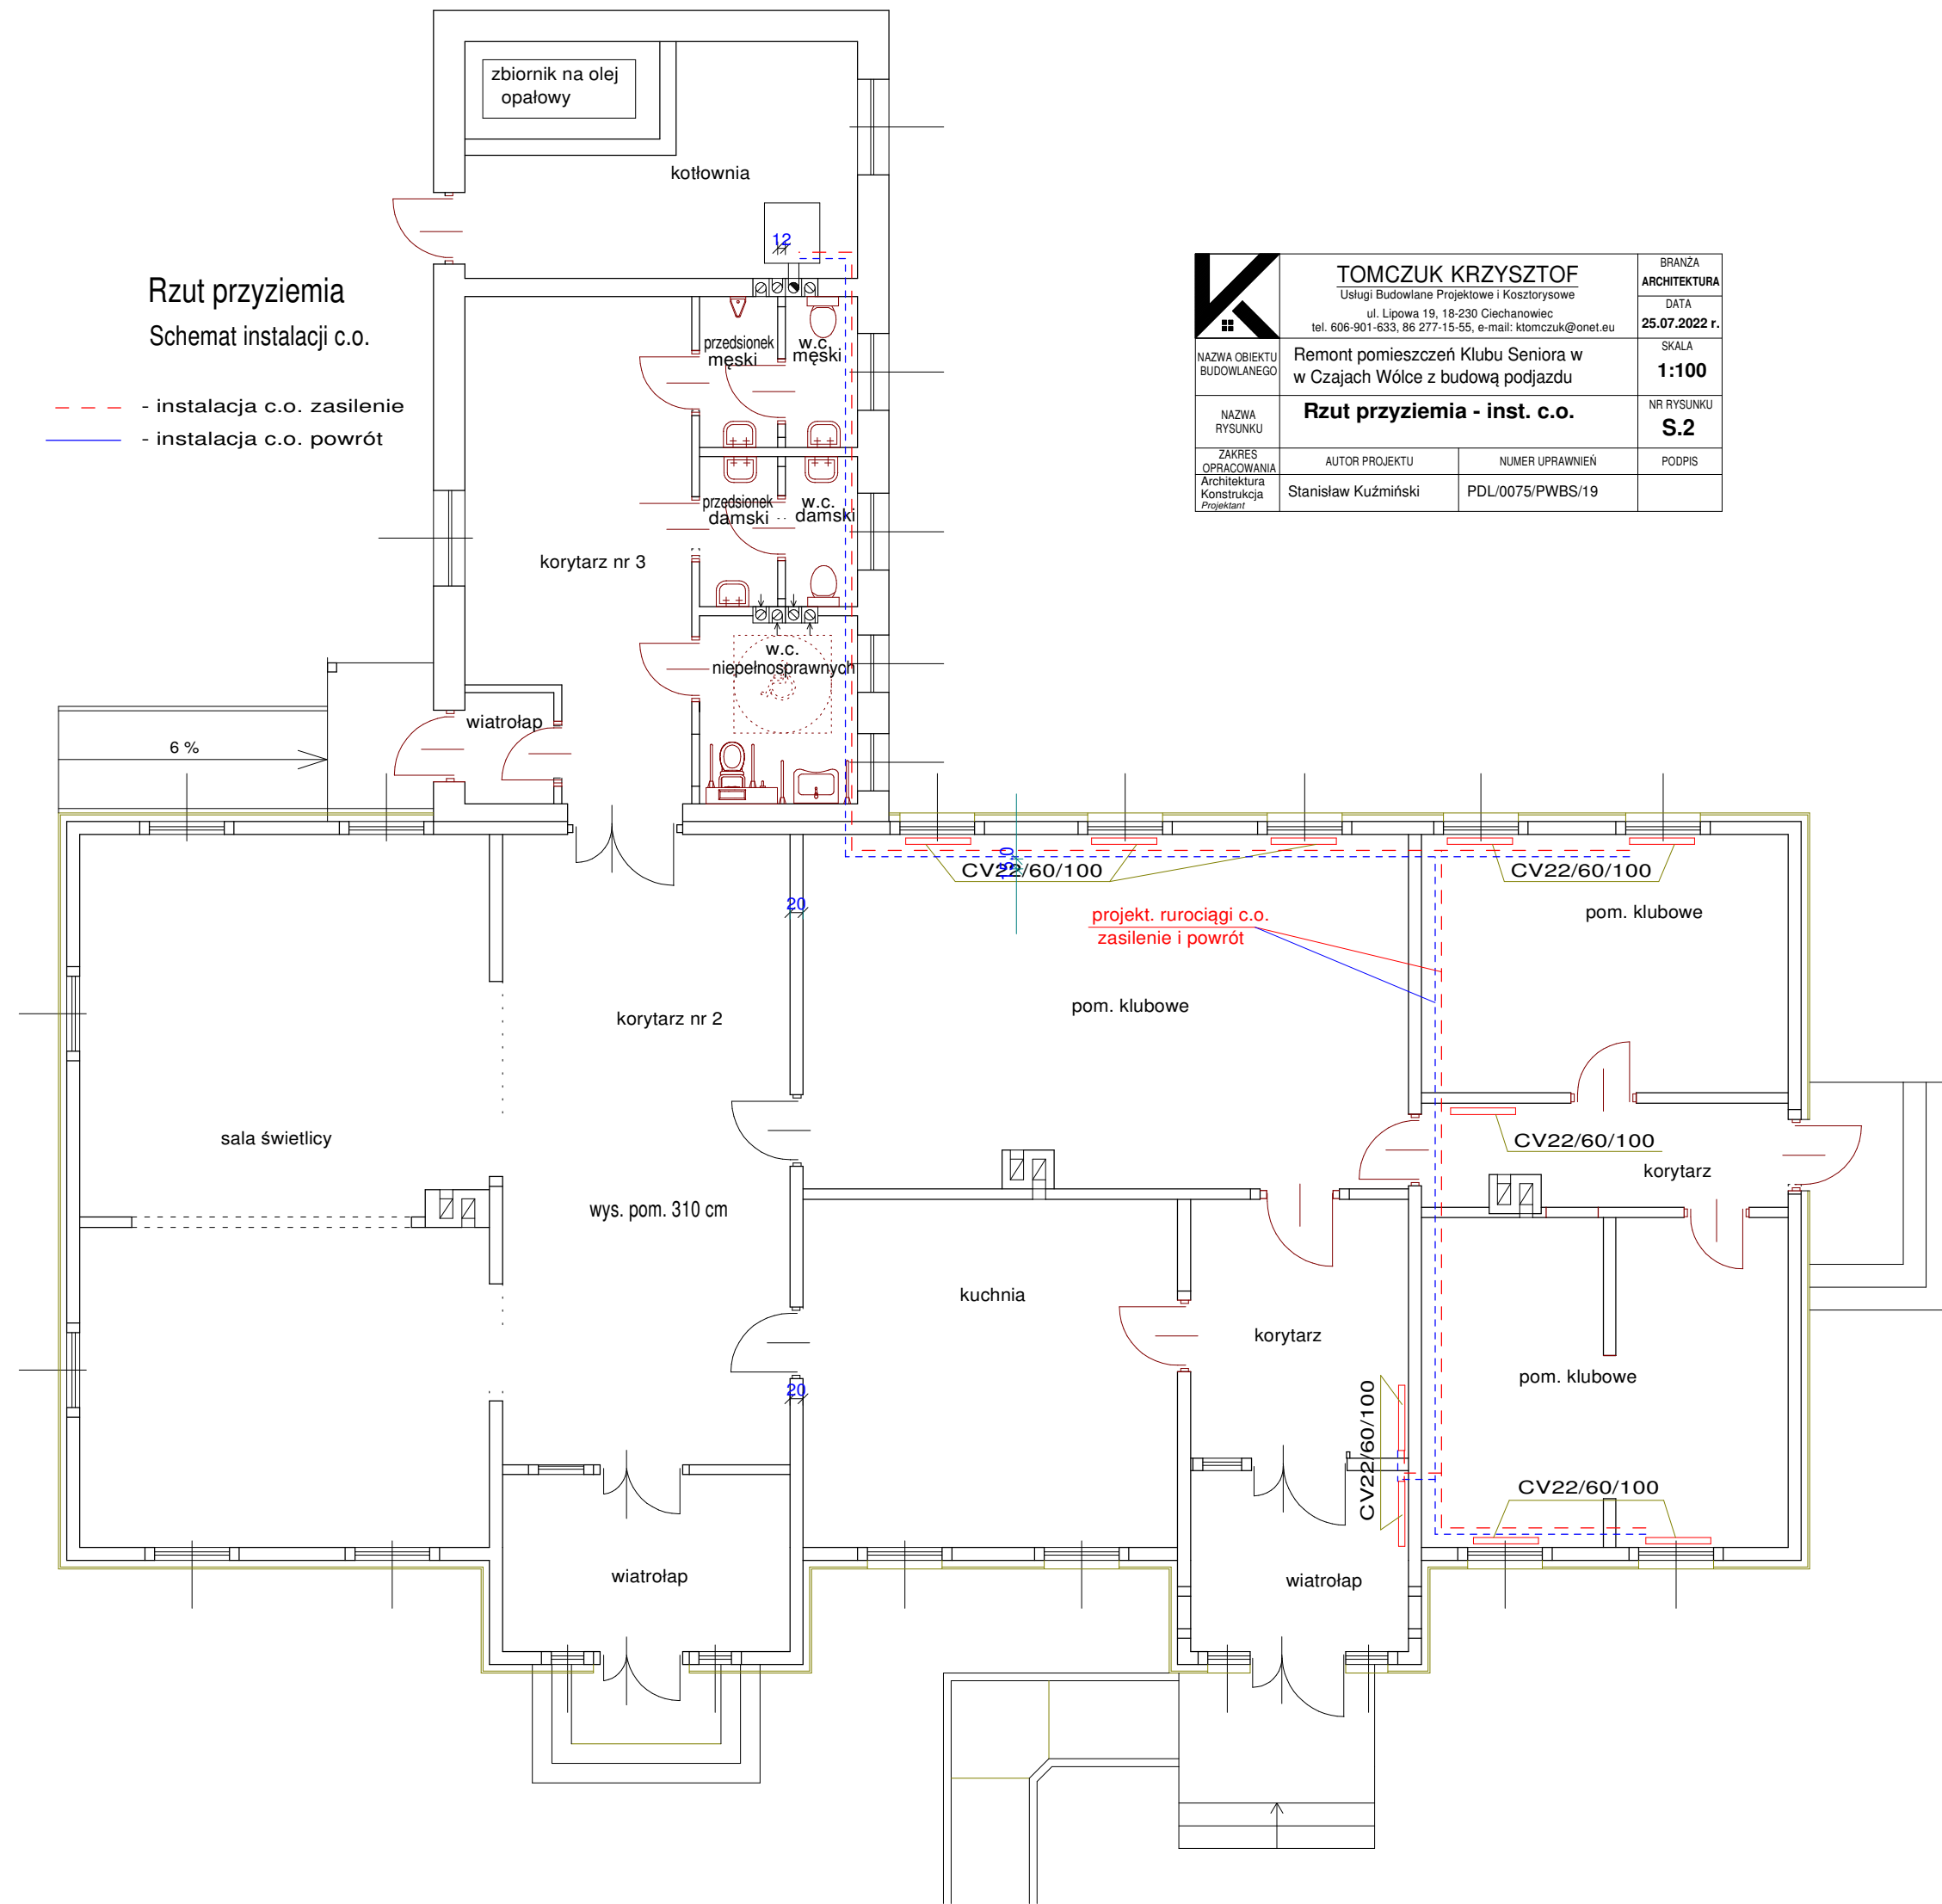 zbiornik na olej
opałowy
kotłownia
12
Rzut przyziemia
Schemat instalacji c.o.
- instalacja c.o. zasilenie
- instalacja c.o. powrót
TOMCZUK KRZYSZTOF
Usługi Budowlane Projektowe i Kosztorysowe
ul. Lipowa 19, 18-230 Ciechanowiec
tel. 606-901-633, 86 277-15-55, e-mail: ktomczuk@onet.eu
BRANŻA
ARCHITEKTURA
DATA
25.07.2022 r.
NAZWA OBIEKTU
BUDOWLANEGO
Remont pomieszczeń Klubu Seniora w
w Czajach Wólce z budową podjazdu
SKALA
1:100
NAZWA
RYSUNKU
Rzut przyziemia - inst. c.o.
NR RYSUNKU
S.2
ZAKRES
OPRACOWANIA
AUTOR PROJEKTU
NUMER UPRAWNIEŃ
PODPIS
Architektura
Konstrukcja
Projektant
Stanisław Kuźmiński
PDL/0075/PWBS/19
przedsionek
męski
w.c.
męski
przedsionek
damski
w.c.
damski
korytarz nr 3
w.c.
niepełnosprawnych
wiatrołap
6 %
CV22/60/100
CV22/60/100
20
projekt. rurociągi c.o.
zasilenie i powrót
pom. klubowe
korytarz nr 2
pom. klubowe
sala świetlicy
CV22/60/100
korytarz
wys. pom. 310 cm
kuchnia
korytarz
pom. klubowe
20
CV22/60/100
CV22/60/100
wiatrołap
wiatrołap